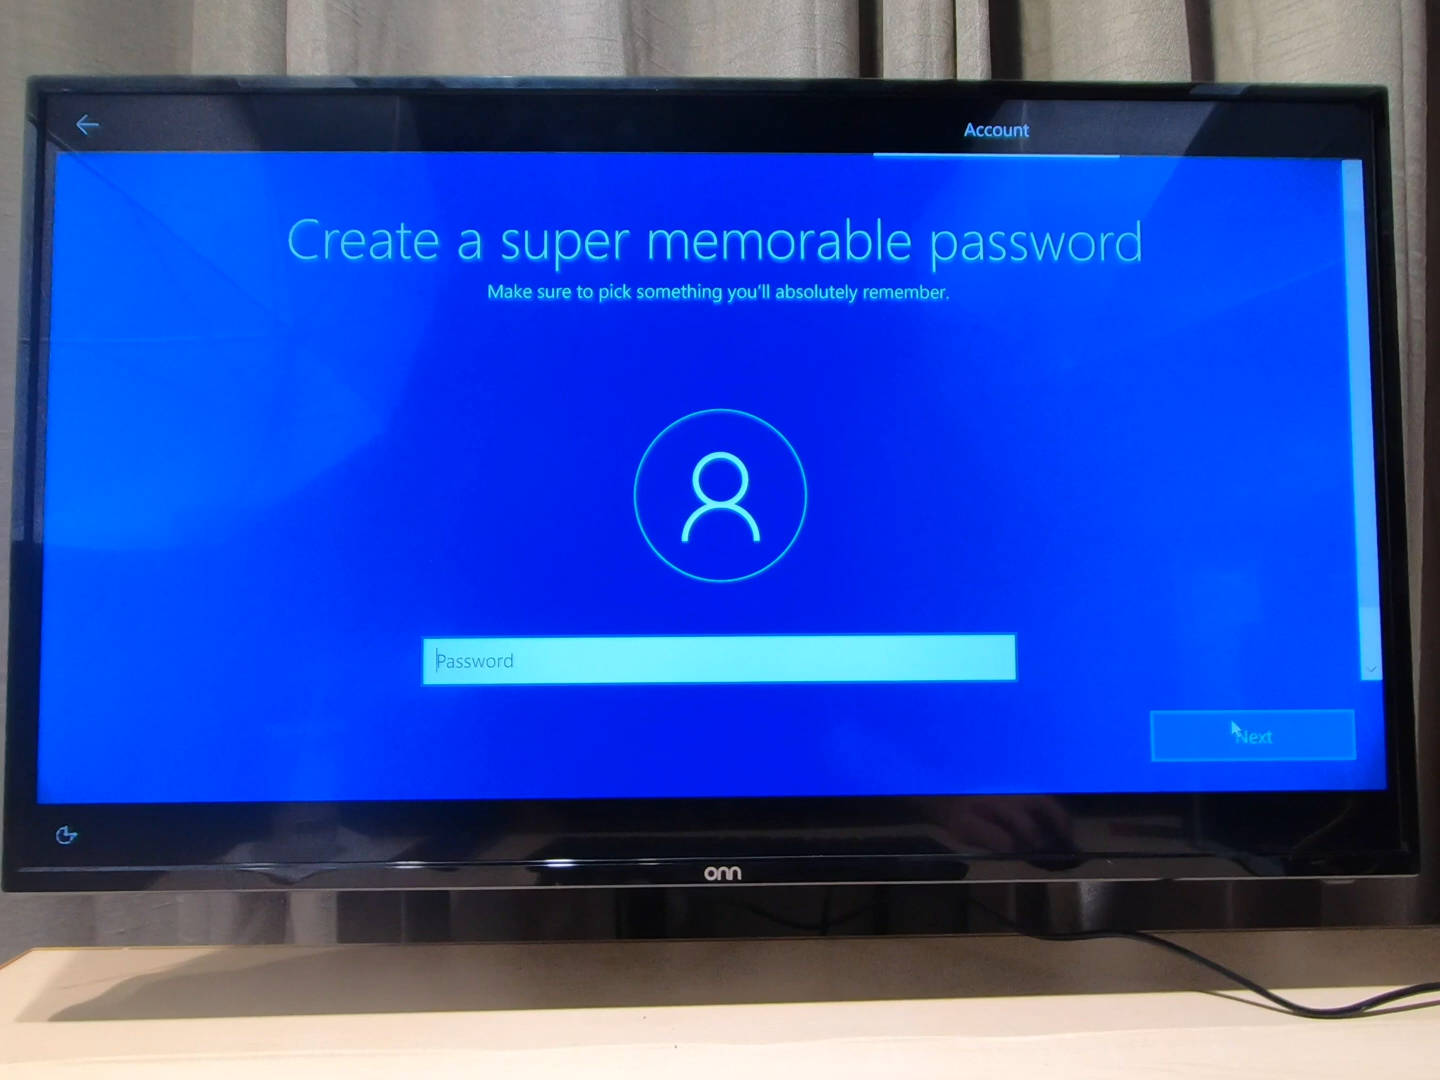 Account
Create a super memorable password
Make sure to pick something you'll absolutely remember.
Password
Next
onn